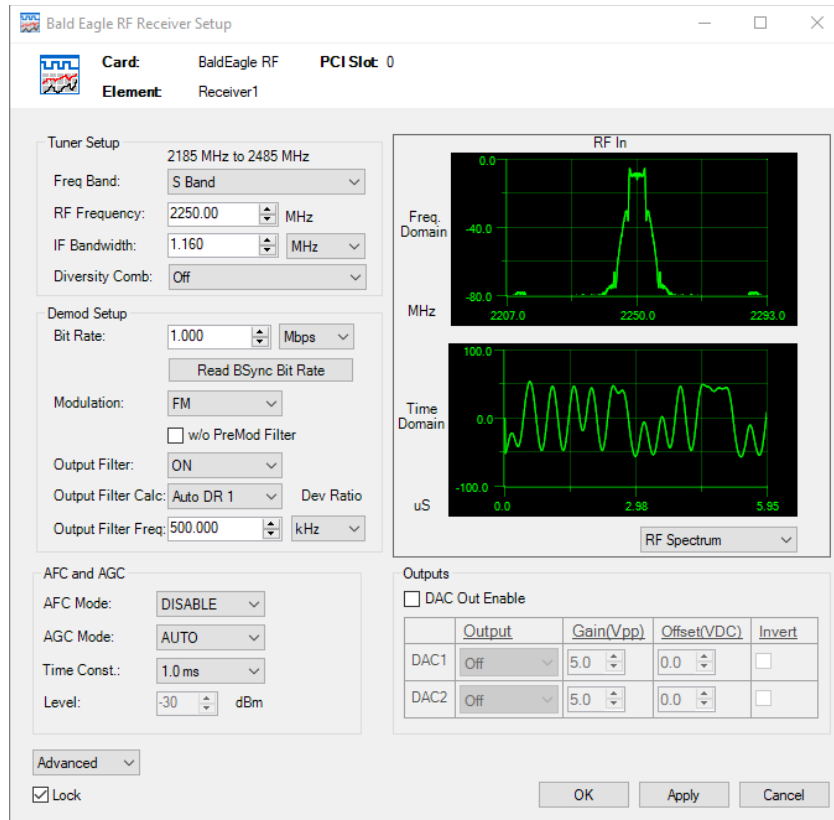 Bald Eagle RF Receiver Setup
Card: BaldEagle RF PCI Slot: 0
Element: Receiver1
Tuner Setup
2185 MHz to 2485 MHz
Freq Band: S Band
RF Frequency: 2250.00 MHz
IF Bandwidth: 1.160 MHz
Diversity Comb: Off
Demod Setup
Bit Rate: 1.000 Mbps
Read BSync Bit Rate
Modulation: FM
w/o PreMod Filter
Output Filter: ON
Output Filter Calc: Auto DR 1 Dev Ratio
Output Filter Freq: 500.000 kHz
RF In
Freq. Domain
0.0
-40.0
-80.0
MHz
2207.0 2250.0 2293.0
Time Domain
100.0
0.0
-100.0
uS
0.0 2.98 5.95
RF Spectrum
AFC and AGC
AFC Mode: DISABLE
AGC Mode: AUTO
Time Const.: 1.0 ms
Level: -30 dBm
Outputs
DAC Out Enable
Output Gain(Vpp) Offset(VDC) Invert
DAC1 Off 5.0 0.0
DAC2 Off 5.0 0.0
Advanced
Lock
OK Apply Cancel